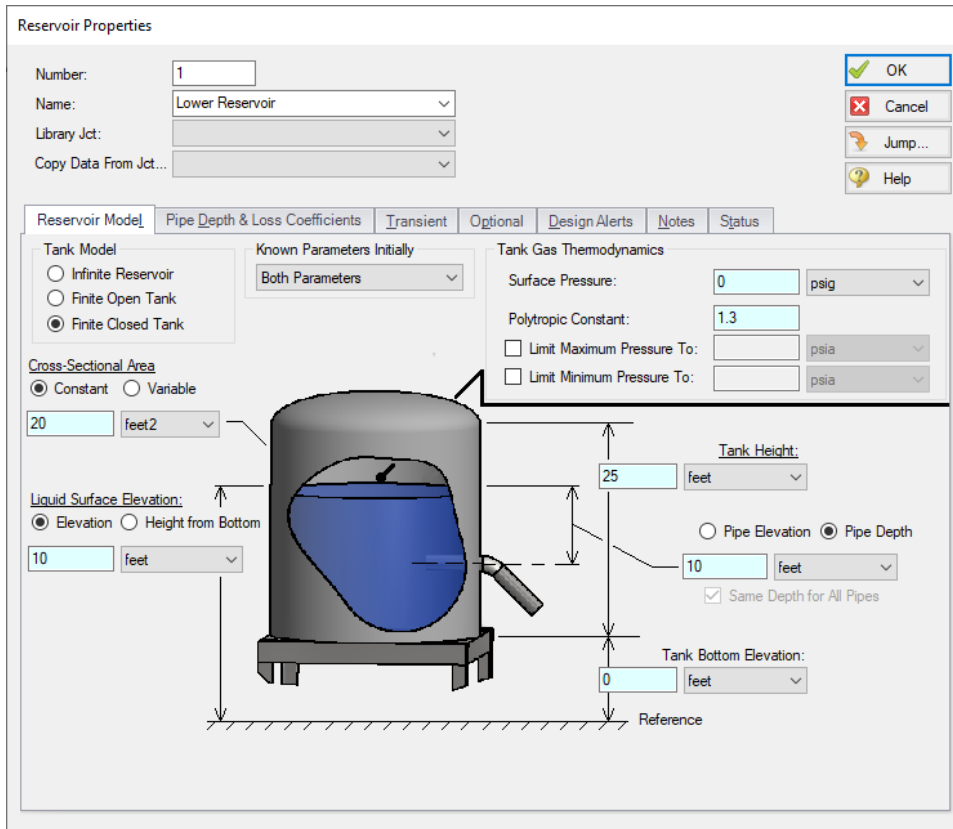 Reservoir Properties
Number: 1
Name: Lower Reservoir
Library Jct:
Copy Data From Jct...
OK
Cancel
Jump...
Help
Reservoir Model Pipe Depth & Loss Coefficients Transient Optional Design Alerts Notes Status
Tank Model
Infinite Reservoir
Finite Open Tank
Finite Closed Tank
Known Parameters Initially
Both Parameters
Tank Gas Thermodynamics
Surface Pressure: 0 psig
Polytropic Constant: 1.3
Limit Maximum Pressure To: psia
Limit Minimum Pressure To: psia
Cross-Sectional Area
Constant Variable
20 feet2
Liquid Surface Elevation:
Elevation Height from Bottom
10 feet
Tank Height:
25 feet
Pipe Elevation Pipe Depth
10 feet
Same Depth for All Pipes
Tank Bottom Elevation:
0 feet
Reference